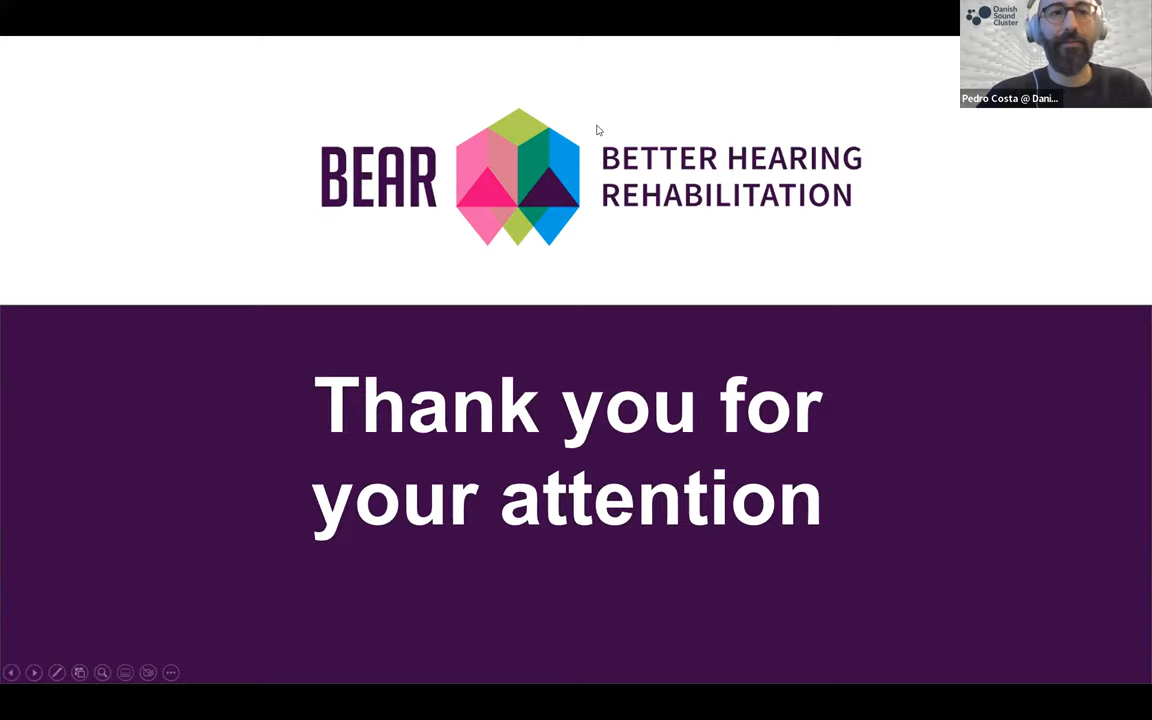 Danish
Sound
Cluster
Pedro Costa @ Dani...
BEAR
BETTER HEARING
REHABILITATION
Thank you for
your attention